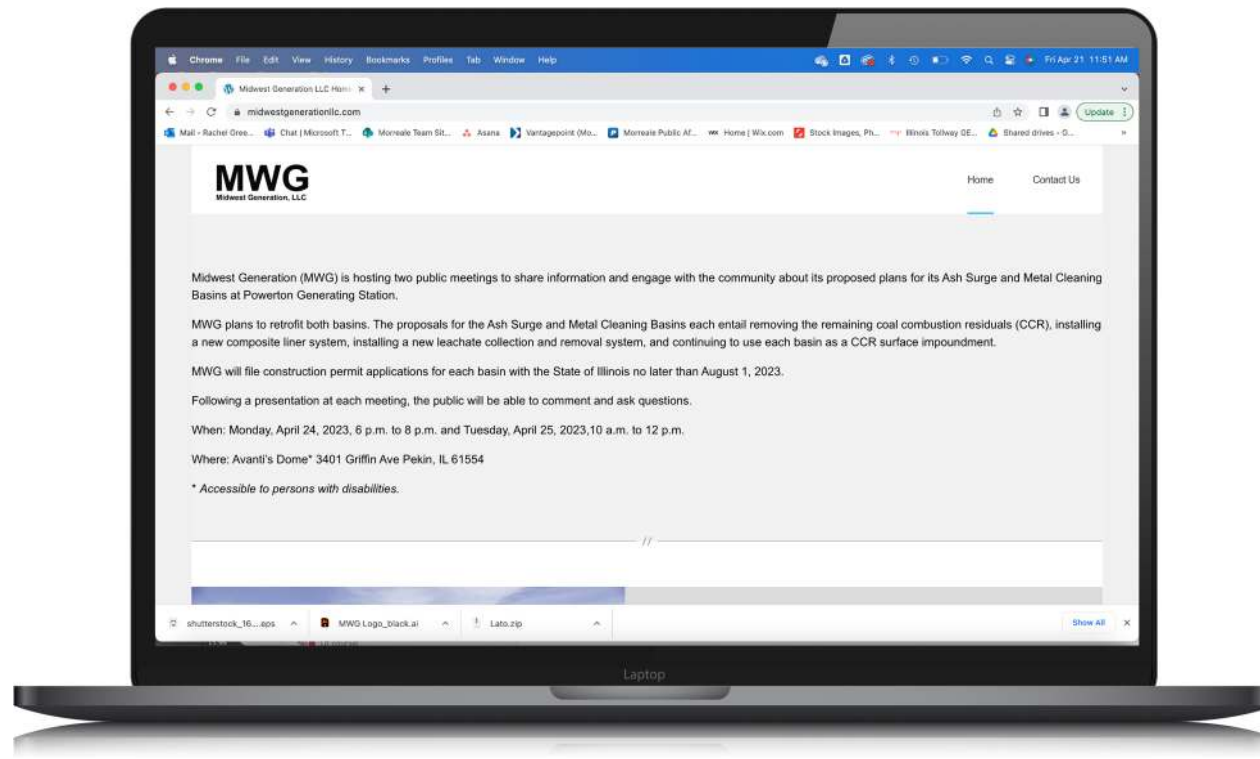 Chrome File Edit View History Bookmarks Profiles Tab Window Help Fri Apr 21 11:51 AM
Midwest Generation LLC Hom
midwestgenerationllc.com Update
Mail - Rachel Gree... Chat | Microsoft T... Morreale Team Sit... Asana Vantagepoint (Mo... Morreale Public Af... WIX Home | Wix.com Stock Images, Ph... Illinois Tollway GE... Shared drives - G... »
MWG
Midwest Generation, LLC
Home Contact Us
Midwest Generation (MWG) is hosting two public meetings to share information and engage with the community about its proposed plans for its Ash Surge and Metal Cleaning
Basins at Powerton Generating Station.
MWG plans to retrofit both basins. The proposals for the Ash Surge and Metal Cleaning Basins each entail removing the remaining coal combustion residuals (CCR), installing
a new composite liner system, installing a new leachate collection and removal system, and continuing to use each basin as a CCR surface impoundment.
MWG will file construction permit applications for each basin with the State of Illinois no later than August 1, 2023.
Following a presentation at each meeting, the public will be able to comment and ask questions.
When: Monday, April 24, 2023, 6 p.m. to 8 p.m. and Tuesday, April 25, 2023,10 a.m. to 12 p.m.
Where: Avanti's Dome* 3401 Griffin Ave Pekin, IL 61554
* Accessible to persons with disabilities.
//
shutterstock_16....eps MWG Logo_black.ai Lato.zip Show All
Laptop